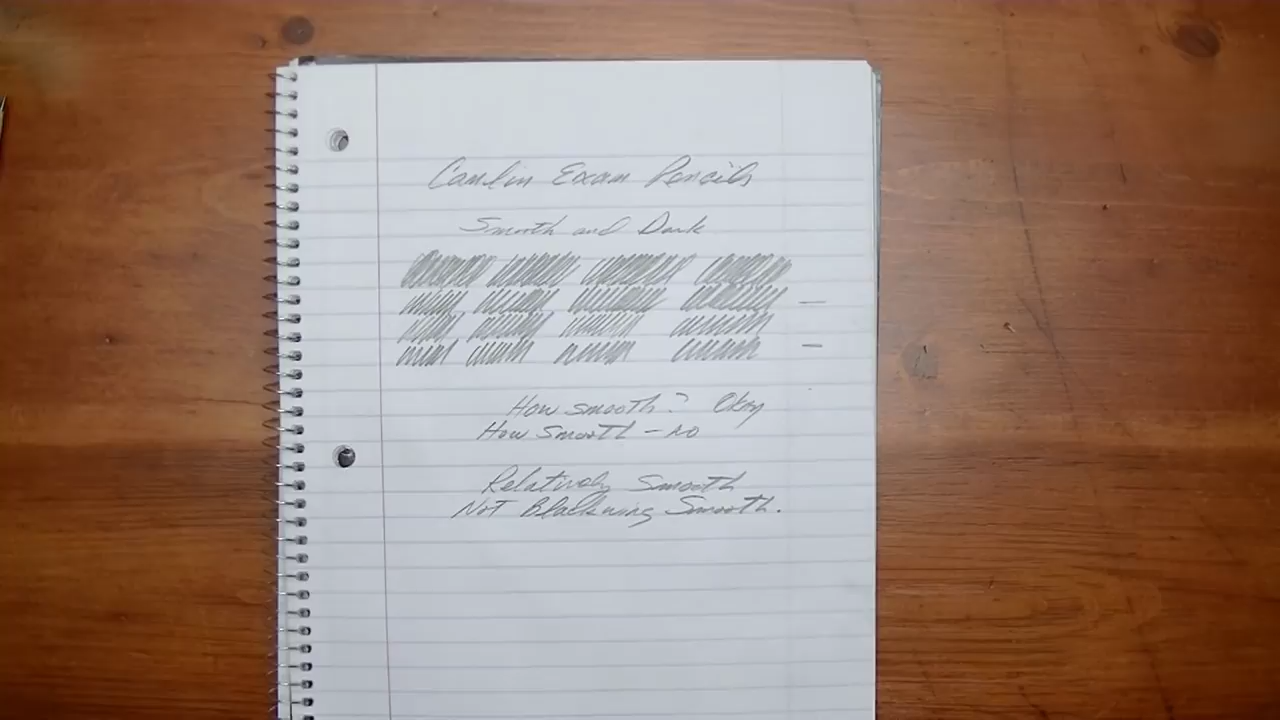 Camlin Exam Pencils
Smooth and Dark
How smooth? Okay
How Smooth - NO
Relatively Smooth
Not Blackwing Smooth.